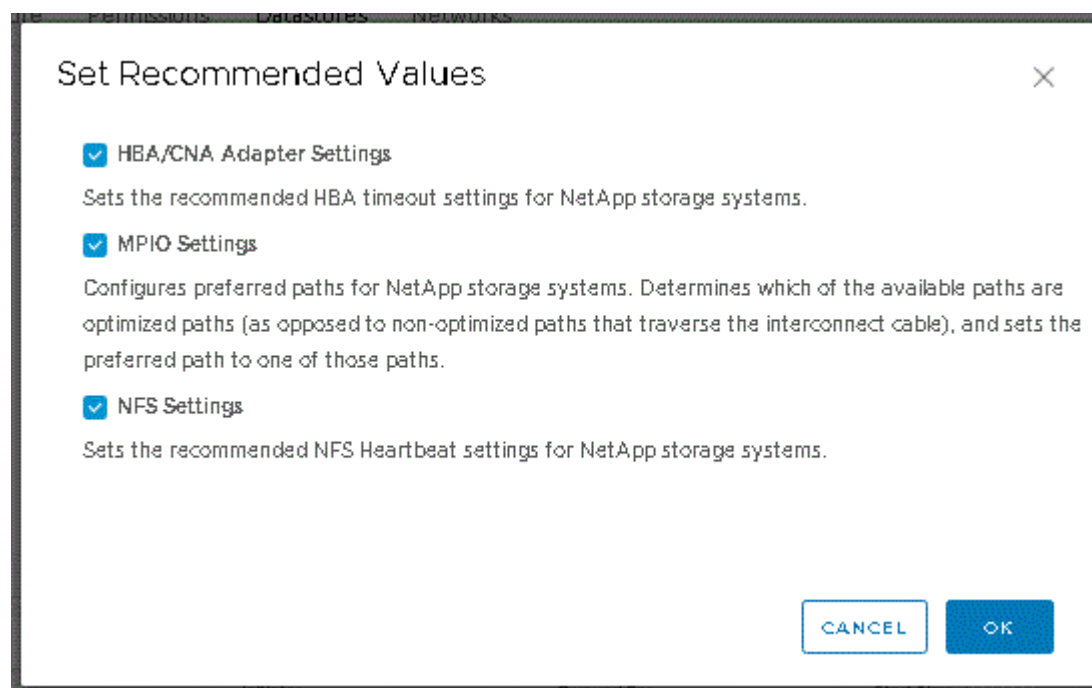 Permissions Datastores Networks
Set Recommended Values
HBA/CNA Adapter Settings
Sets the recommended HBA timeout settings for NetApp storage systems.
MPIO Settings
Configures preferred paths for NetApp storage systems. Determines which of the available paths are
optimized paths (as opposed to non-optimized paths that traverse the interconnect cable), and sets the
preferred path to one of those paths.
NFS Settings
Sets the recommended NFS Heartbeat settings for NetApp storage systems.
CANCEL OK